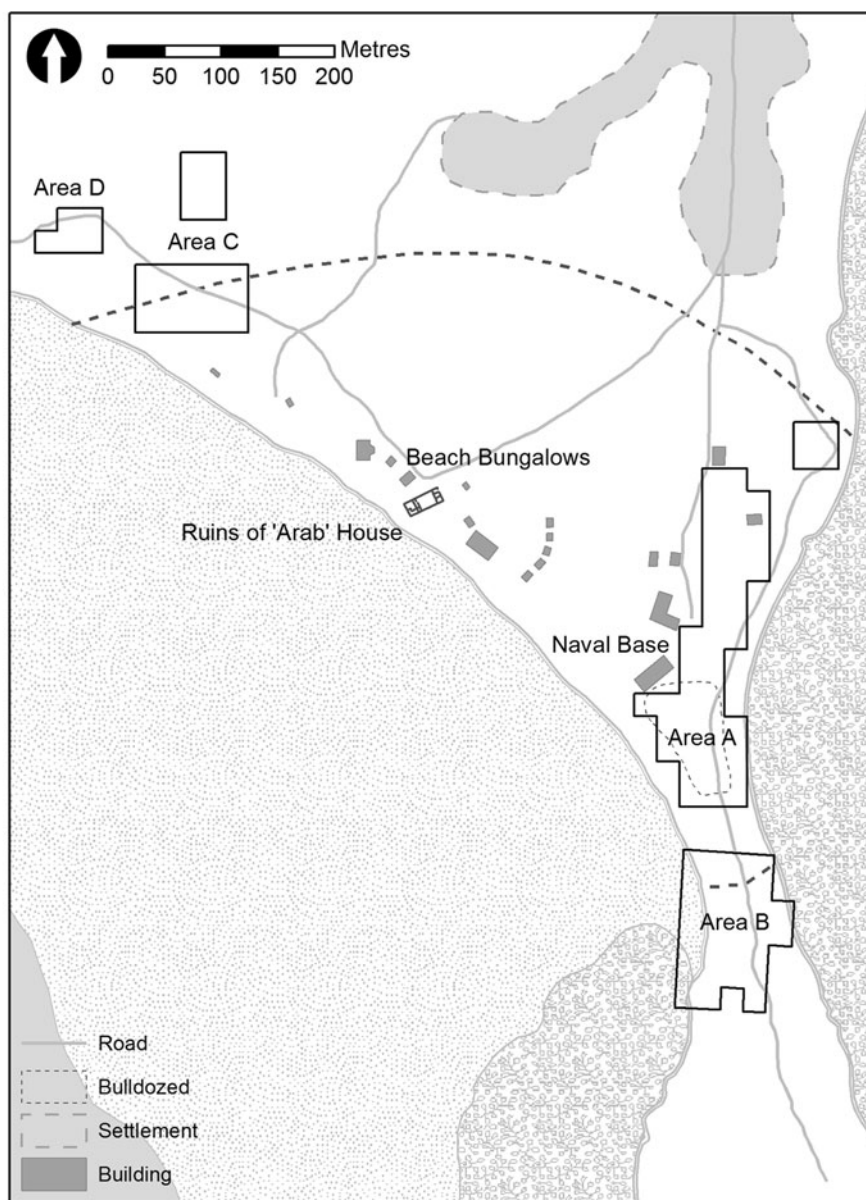 Metres
0 50 100 150 200
Area D
Area C
Beach Bungalows
Ruins of 'Arab' House
Naval Base
Area A
Area B
Road
Bulldozed
Settlement
Building